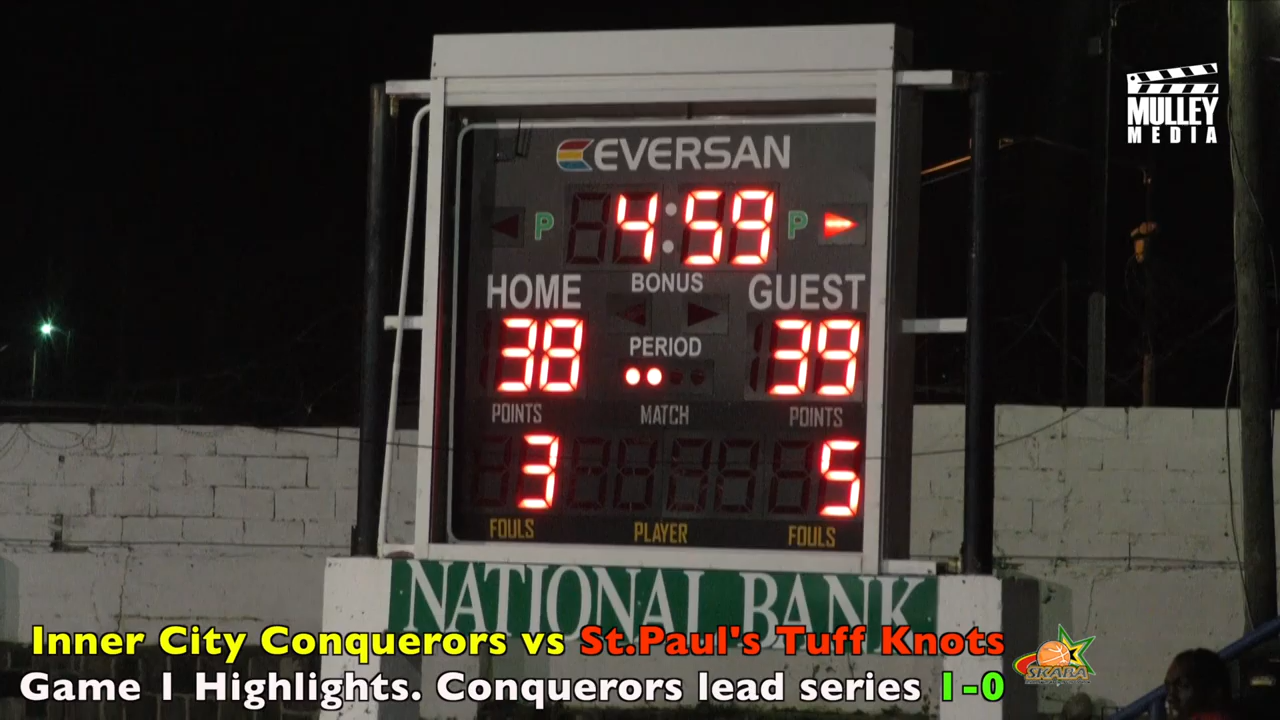 MULLEY
MEDIA
EVERSAN
P 4:59 P
BONUS
HOME GUEST
38 39
PERIOD
POINTS MATCH POINTS
3 5
FOULS PLAYER FOULS
NATIONAL BANK
Inner City Conquerors vs St.Paul's Tuff Knots
Game 1 Highlights. Conquerors lead series 1-0
SKABA